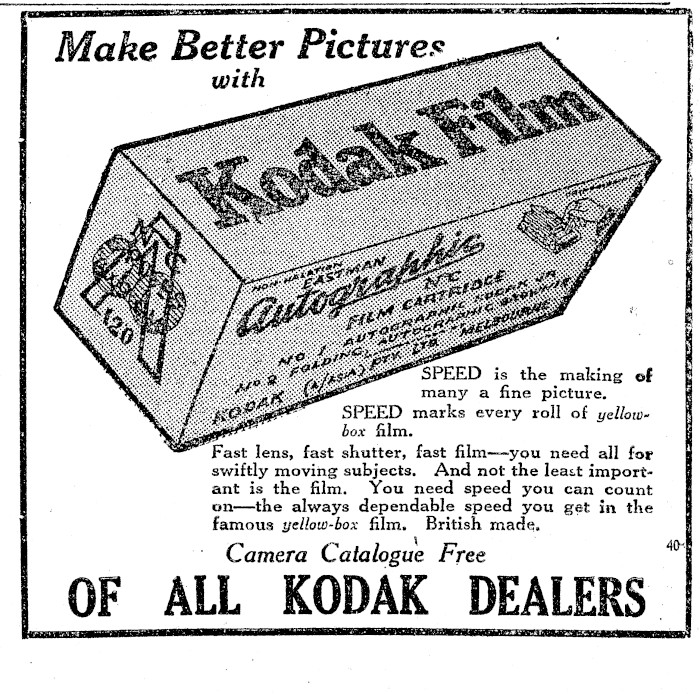 Make Better Pictures
with
Kodak Film
A120
NON-HALATION
EASTMAN
Autographic
N.C.
FILM CARTRIDGE
No 1 AUTOGRAPHIC KODAK JR
No 2 FOLDING AUTOGRAPHIC BROWNIE
KODAK (A/ASIA) PTY. LTD. MELBOURNE
SPEED is the making of
many a fine picture.
SPEED marks every roll of yellow-
box film.
Fast lens, fast shutter, fast film—you need all for
swiftly moving subjects. And not the least import-
ant is the film. You need speed you can count
on—the always dependable speed you get in the
famous yellow-box film. British made.
Camera Catalogue Free
40
OF ALL KODAK DEALERS